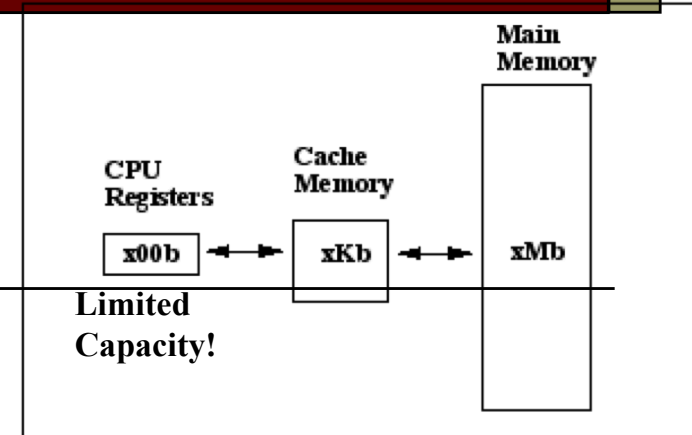 Main
Memory
Cache
Memory
CPU
Registers
x00b
xKb
xMb
Limited
Capacity!